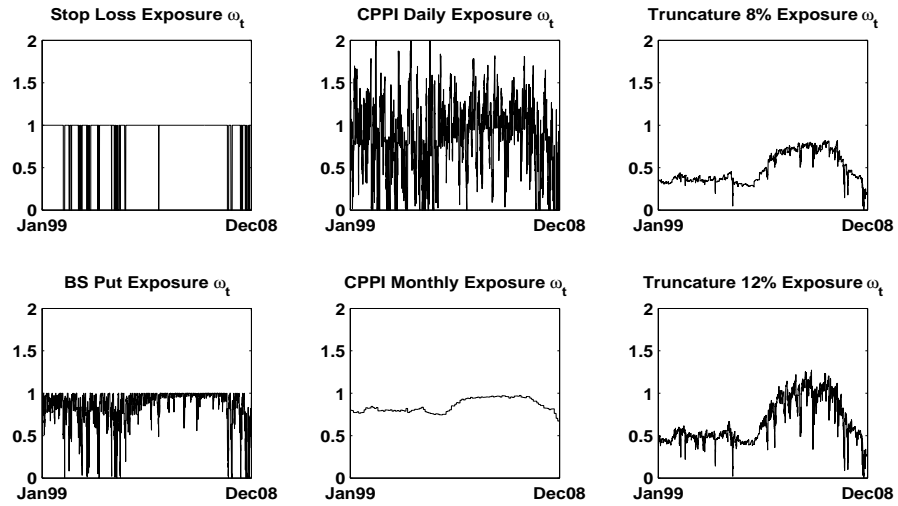 Stop Loss Exposure ωt
2
1.5
1
0.5
0
Jan99 Dec08
CPPI Daily Exposure ωt
2
1.5
1
0.5
0
Jan99 Dec08
Truncature 8% Exposure ωt
2
1.5
1
0.5
0
Jan99 Dec08
BS Put Exposure ωt
2
1.5
1
0.5
0
Jan99 Dec08
CPPI Monthly Exposure ωt
2
1.5
1
0.5
0
Jan99 Dec08
Truncature 12% Exposure ωt
2
1.5
1
0.5
0
Jan99 Dec08